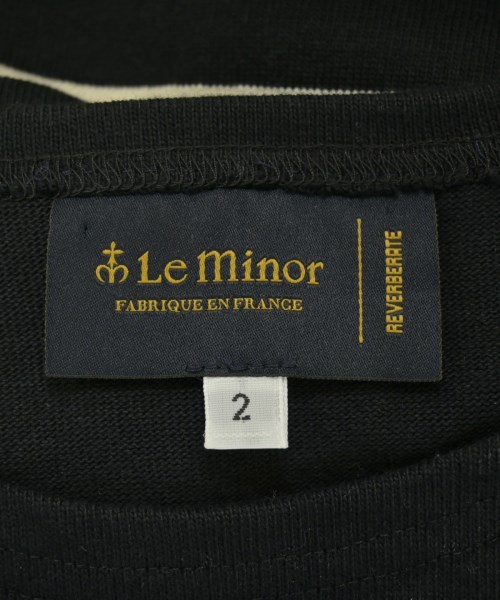 Le minor
FABRIQUE EN FRANCE
REVERBERATE
2